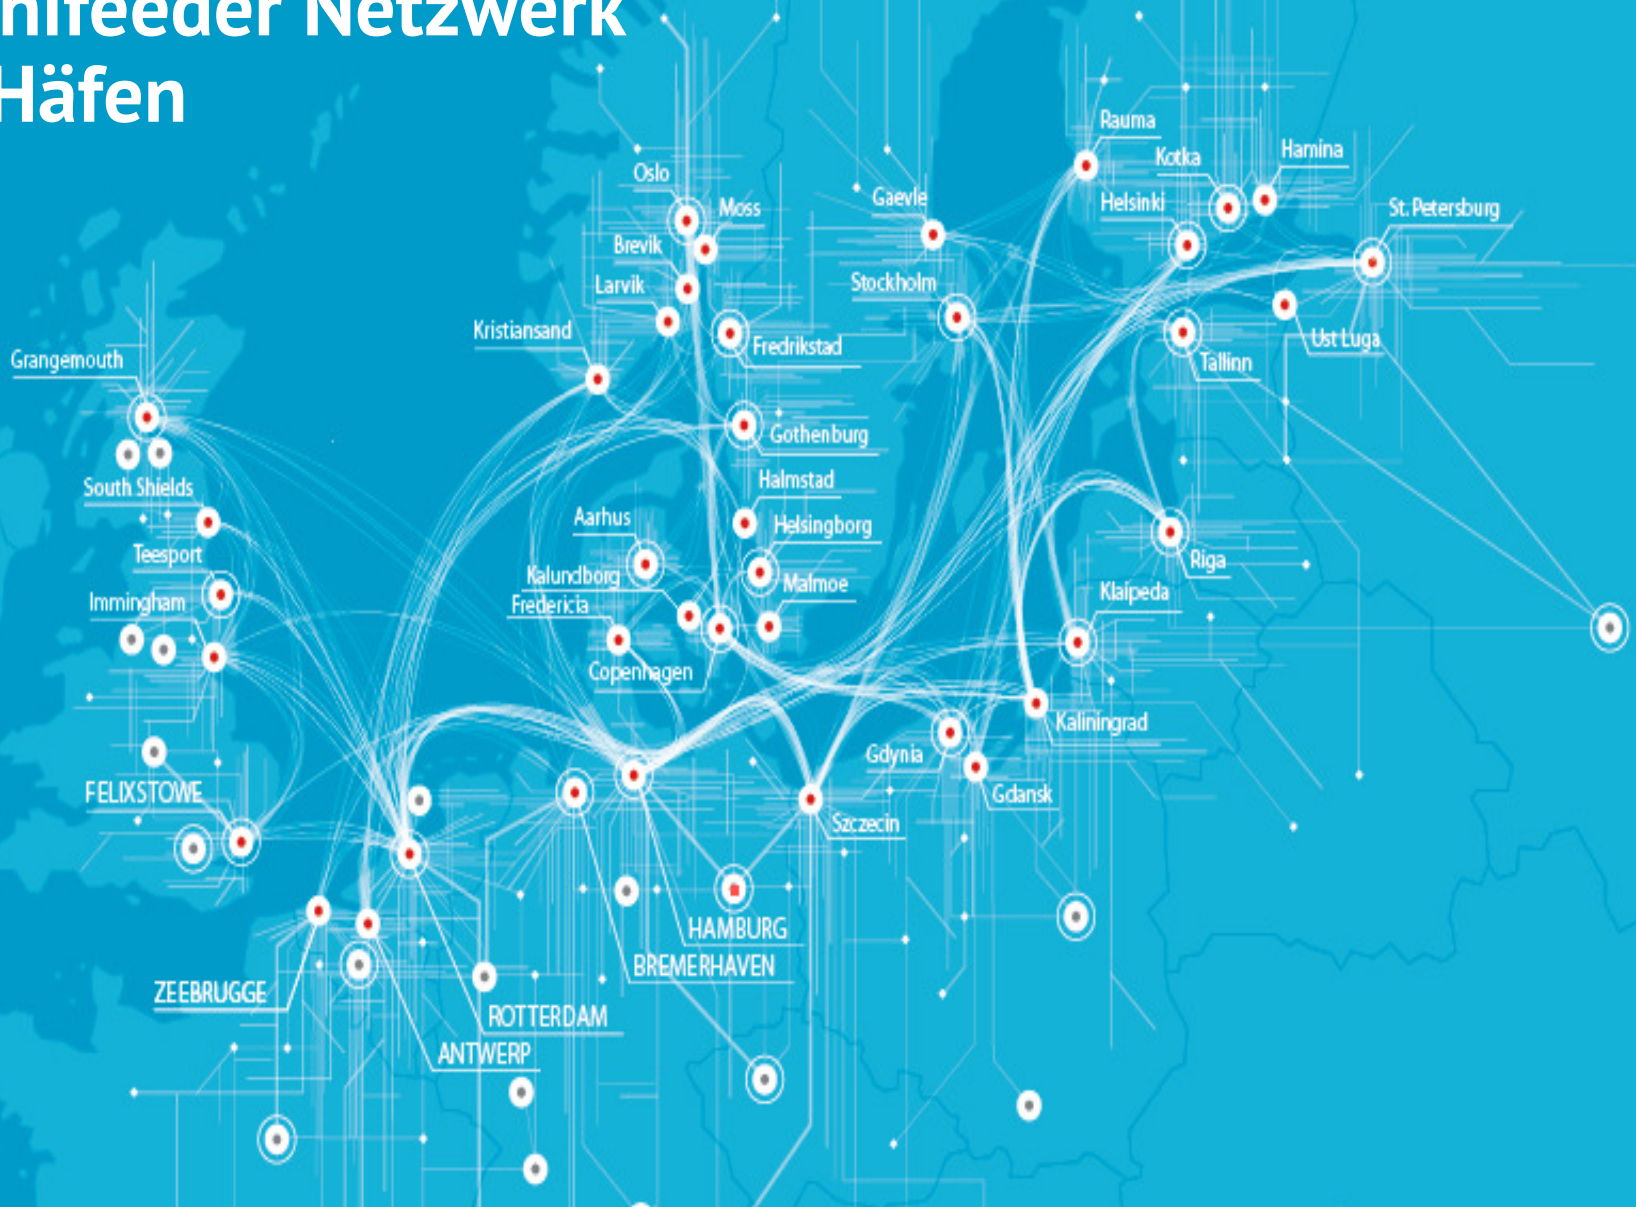 hlfeeder Netzwerk
Häfen
Rauma
Kotka
Hamina
Oslo
Gaevle
Helsinki
St. Petersburg
Moss
Brevik
Larvik
Stockholm
Kristiansand
Fredrikstad
Ust Luga
Tallinn
Grangemouth
Gothenburg
South Shields
Halmstad
Aarhus
Helsingborg
Teesport
Riga
Kalundborg
Malmoe
Immingham
Fredericia
Klaipeda
Copenhagen
Kaliningrad
Gdynia
FELIXSTOWE
Gdansk
Szczecin
HAMBURG
BREMERHAVEN
ZEEBRUGGE
ROTTERDAM
ANTWERP